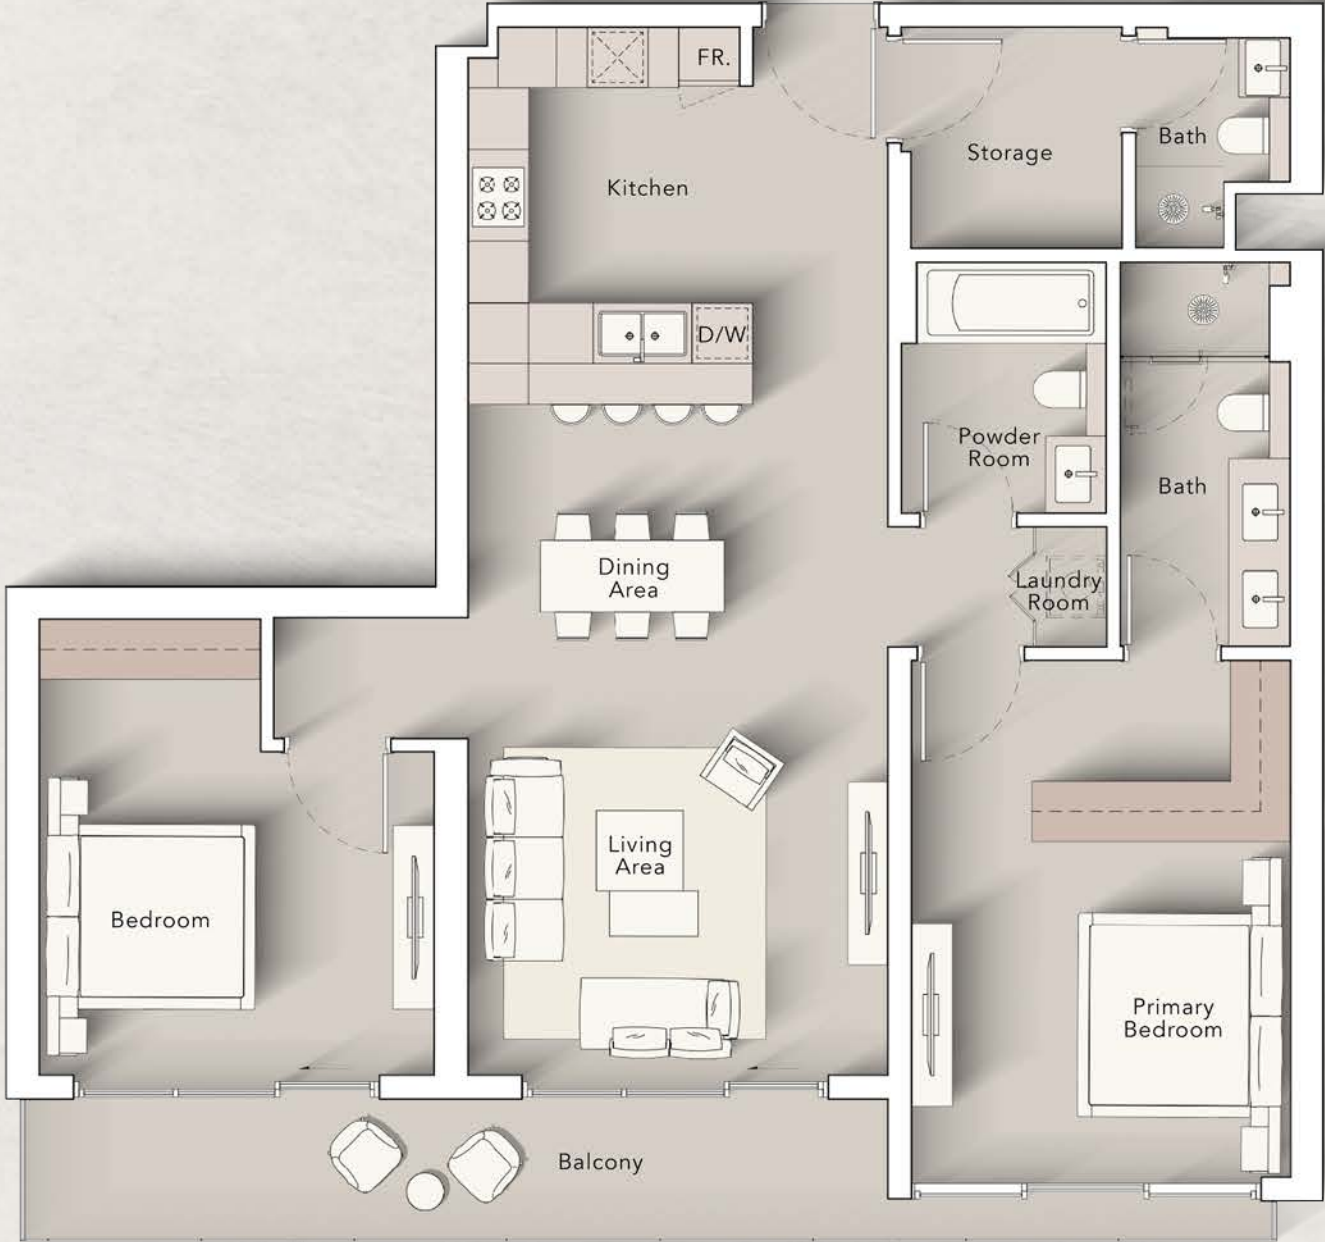 FR.
Bath
Storage
Kitchen
D/W
Powder
Room
Bath
Dining
Area
Laundry
Room
Living
Area
Bedroom
Primary
Bedroom
Balcony